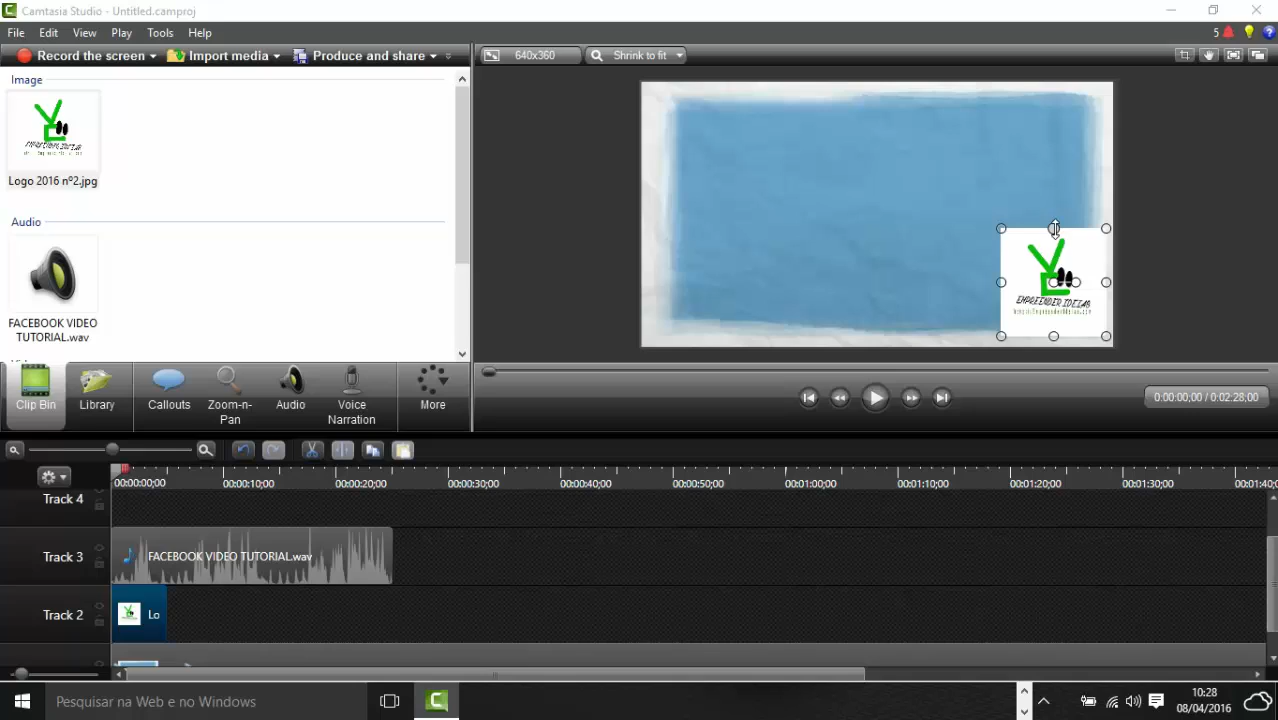 Camtasia Studio - Untitled.camproj
File Edit View Play Tools Help
5
Record the screen Import media Produce and share
640x360 Shrink to fit
Image
Logo 2016 nº2.jpg
Audio
FACEBOOK VIDEO
TUTORIAL.wav
EMPREENDER IDEIAS
Clip Bin
Library
Callouts
Zoom-n-
Pan
Audio
Voice
Narration
More
0:00:00;00 / 0:02:28;00
00:00:00;00 00:00:10;00 00:00:20;00 00:00:30;00 00:00:40;00 00:00:50;00 00:01:00;00 00:01:10;00 00:01:20;00 00:01:30;00
Track 4
Track 3
FACEBOOK VIDEO TUTORIAL.wav
Track 2
Lo
Pesquisar na Web e no Windows
10:28
08/04/2016